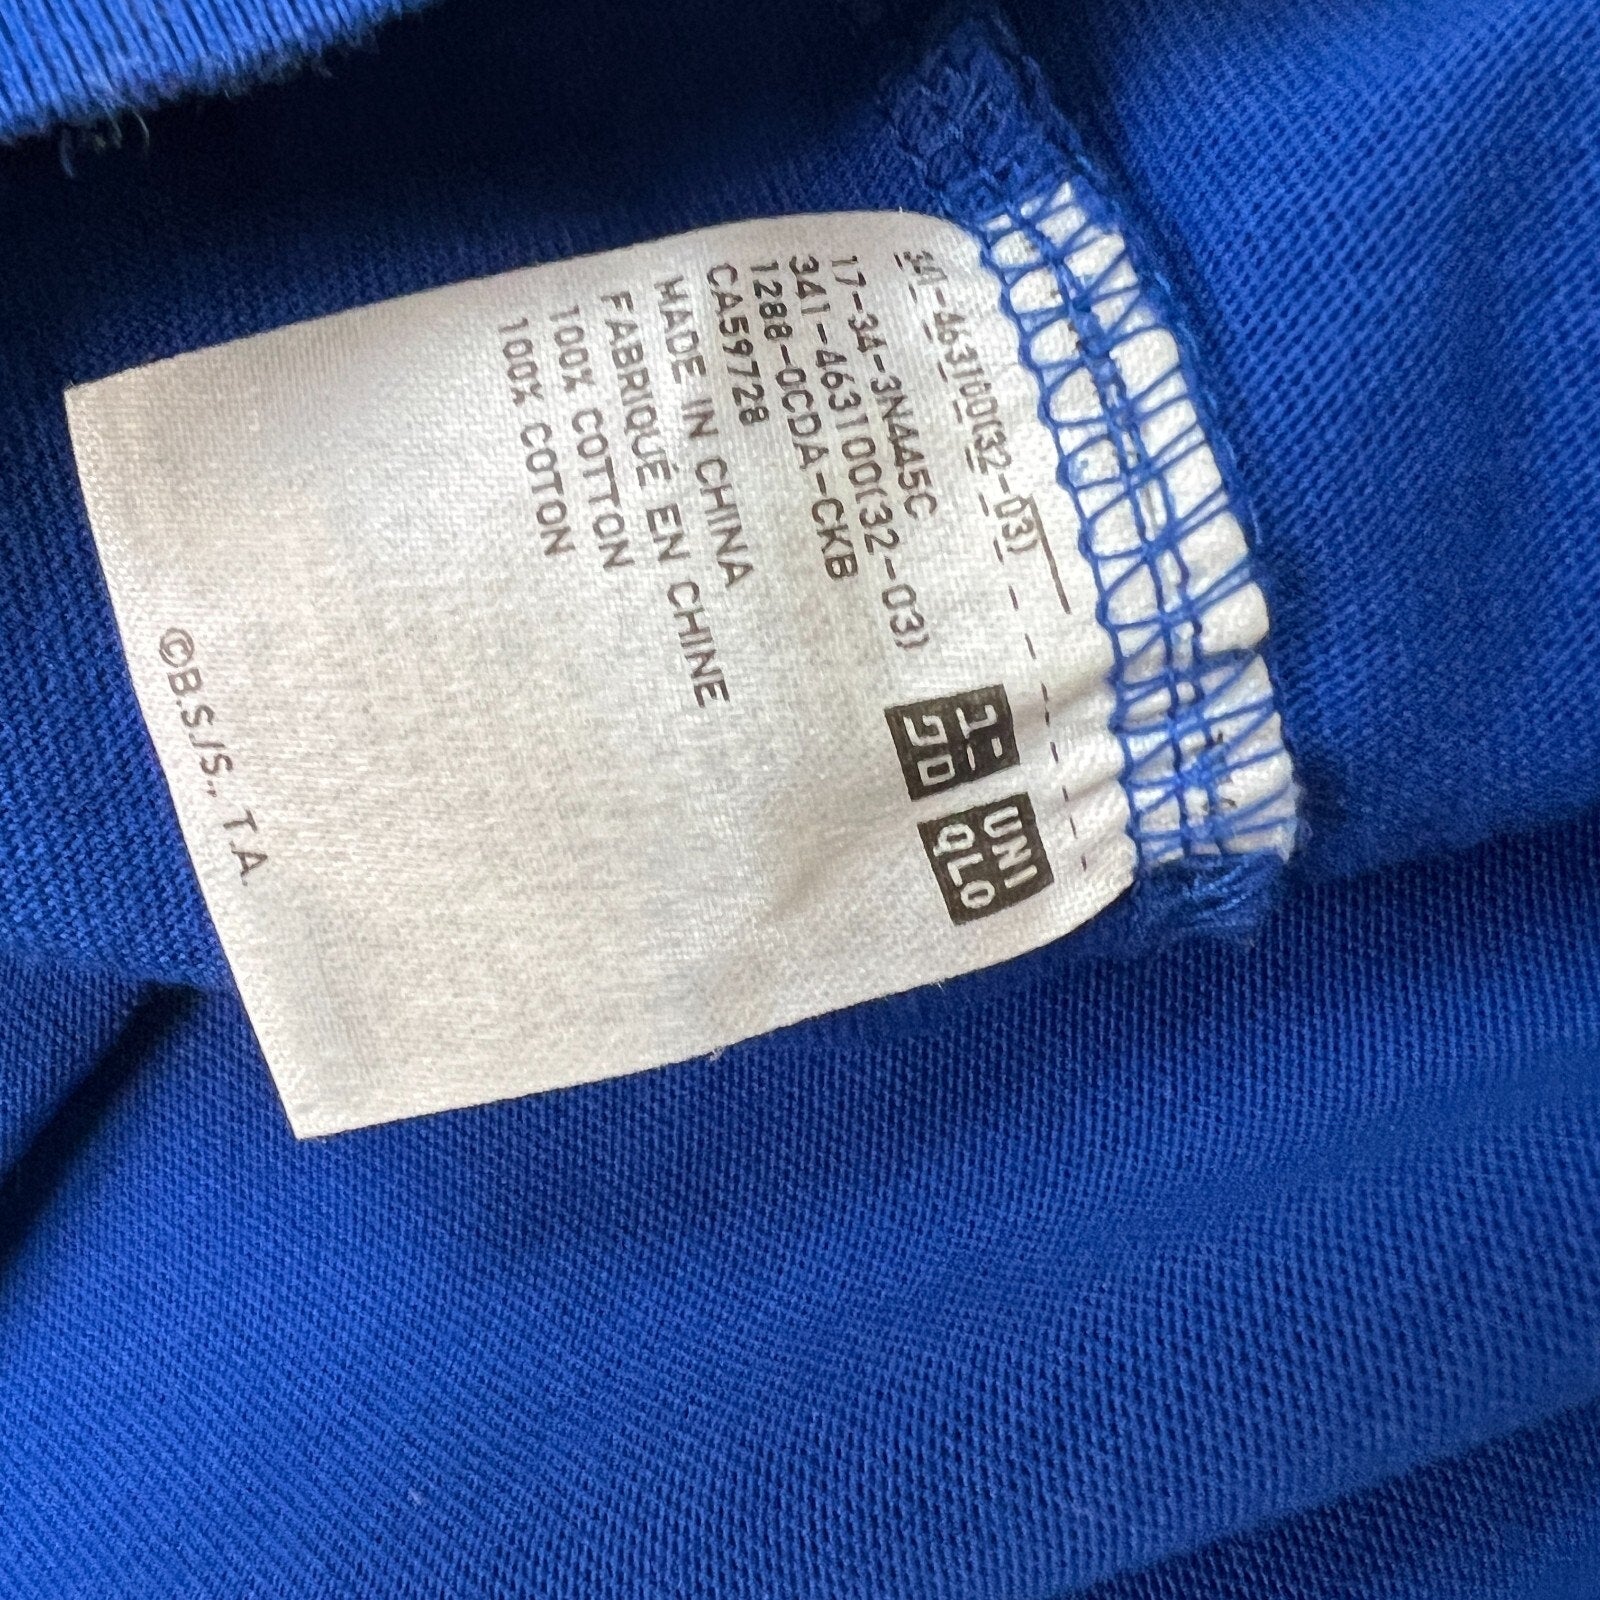 341-463100(32-03)
17-34-3N445C
341-463100(32-03)
1288-0CDA-CKB
CA59728
MADE IN CHINA
FABRIQUÉ EN CHINE
100% COTTON
100% COTON
ユニ
クロ
UNI
QLO
©B.S./S., T.A.